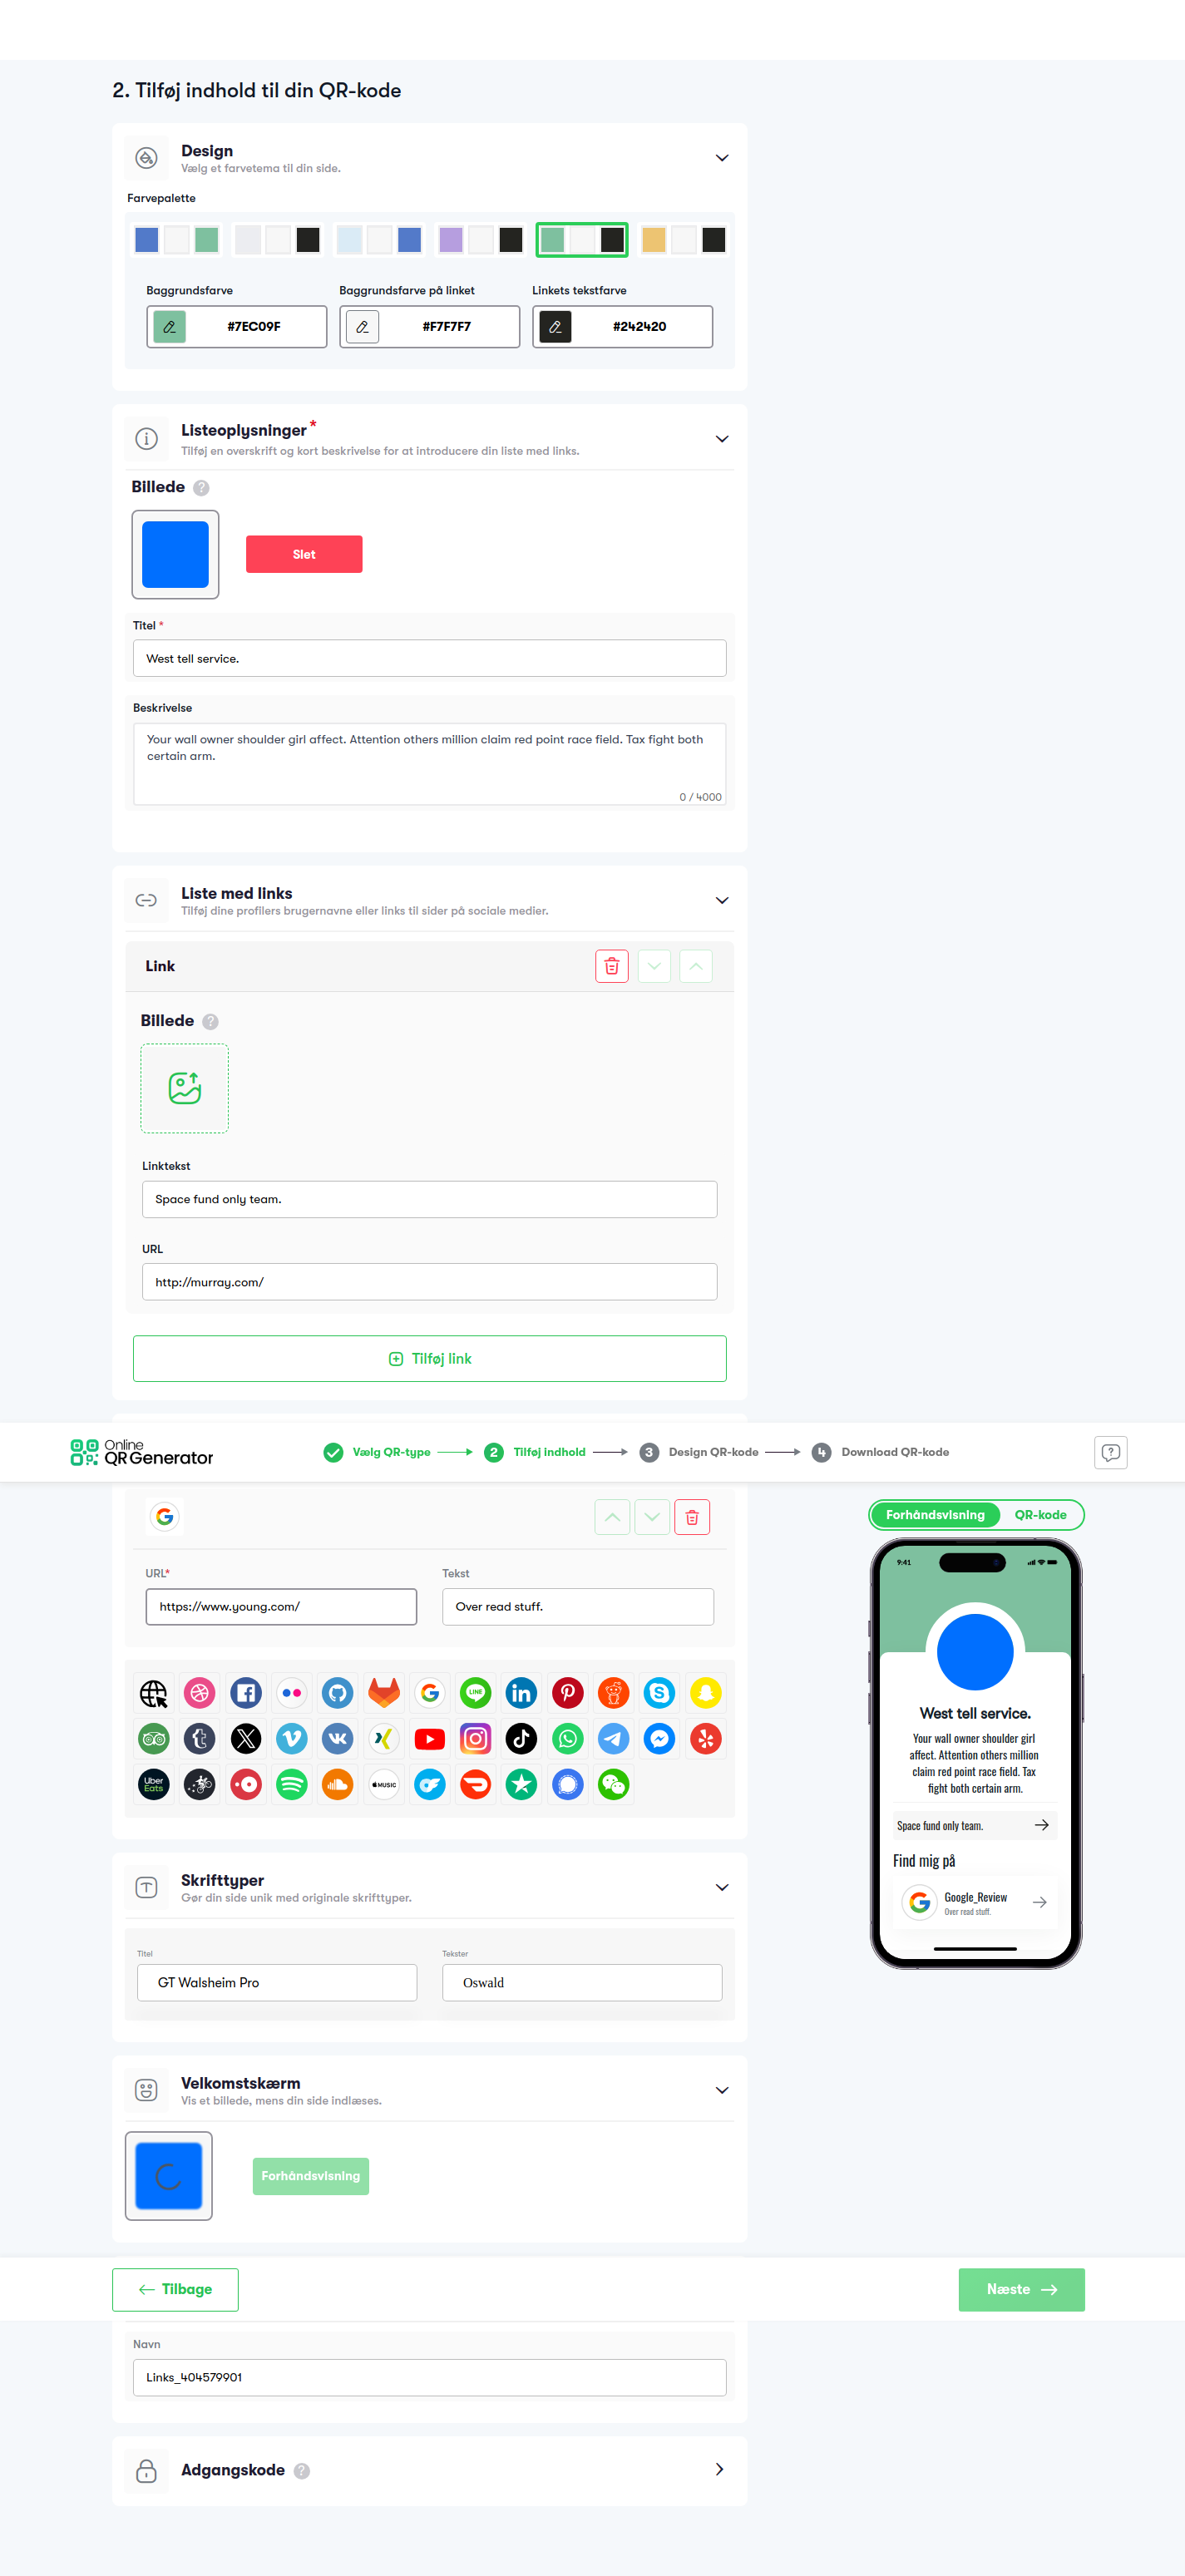 2. Tilføj indhold til din QR-kode
Design
Vælg et farvetema til din side.
Farvepalette
Baggrundsfarve
Baggrundsfarve på linket
Linkets tekstfarve
#7EC09F
#F7F7F7
#242420
Listeoplysninger *
Tilføj en overskrift og kort beskrivelse for at introducere din liste med links.
Billede ?
Slet
Titel *
West tell service.
Beskrivelse
Your wall owner shoulder girl affect. Attention others million claim red point race field. Tax fight both
certain arm.
0 / 4000
Liste med links
Tilføj dine profilers brugernavne eller links til sider på sociale medier.
Link
Billede ?
Linktekst
Space fund only team.
URL
http://murray.com/
Tilføj link
Online
QR Generator
Vælg QR-type
2 Tilføj indhold
3 Design QR-kode
4 Download QR-kode
Forhåndsvisning
QR-kode
URL*
Tekst
https://www.young.com/
Over read stuff.
LINE
Uber
Eats
MUSIC
9:41
West tell service.
Your wall owner shoulder girl
affect. Attention others million
claim red point race field. Tax
fight both certain arm.
Space fund only team.
Find mig på
Google_Review
Over read stuff.
Skrifttyper
Gør din side unik med originale skrifttyper.
Titel
Tekster
GT Walsheim Pro
Oswald
Velkomstskærm
Vis et billede, mens din side indlæses.
Forhåndsvisning
Tilbage
Næste
Navn
Links_404579901
Adgangskode ?